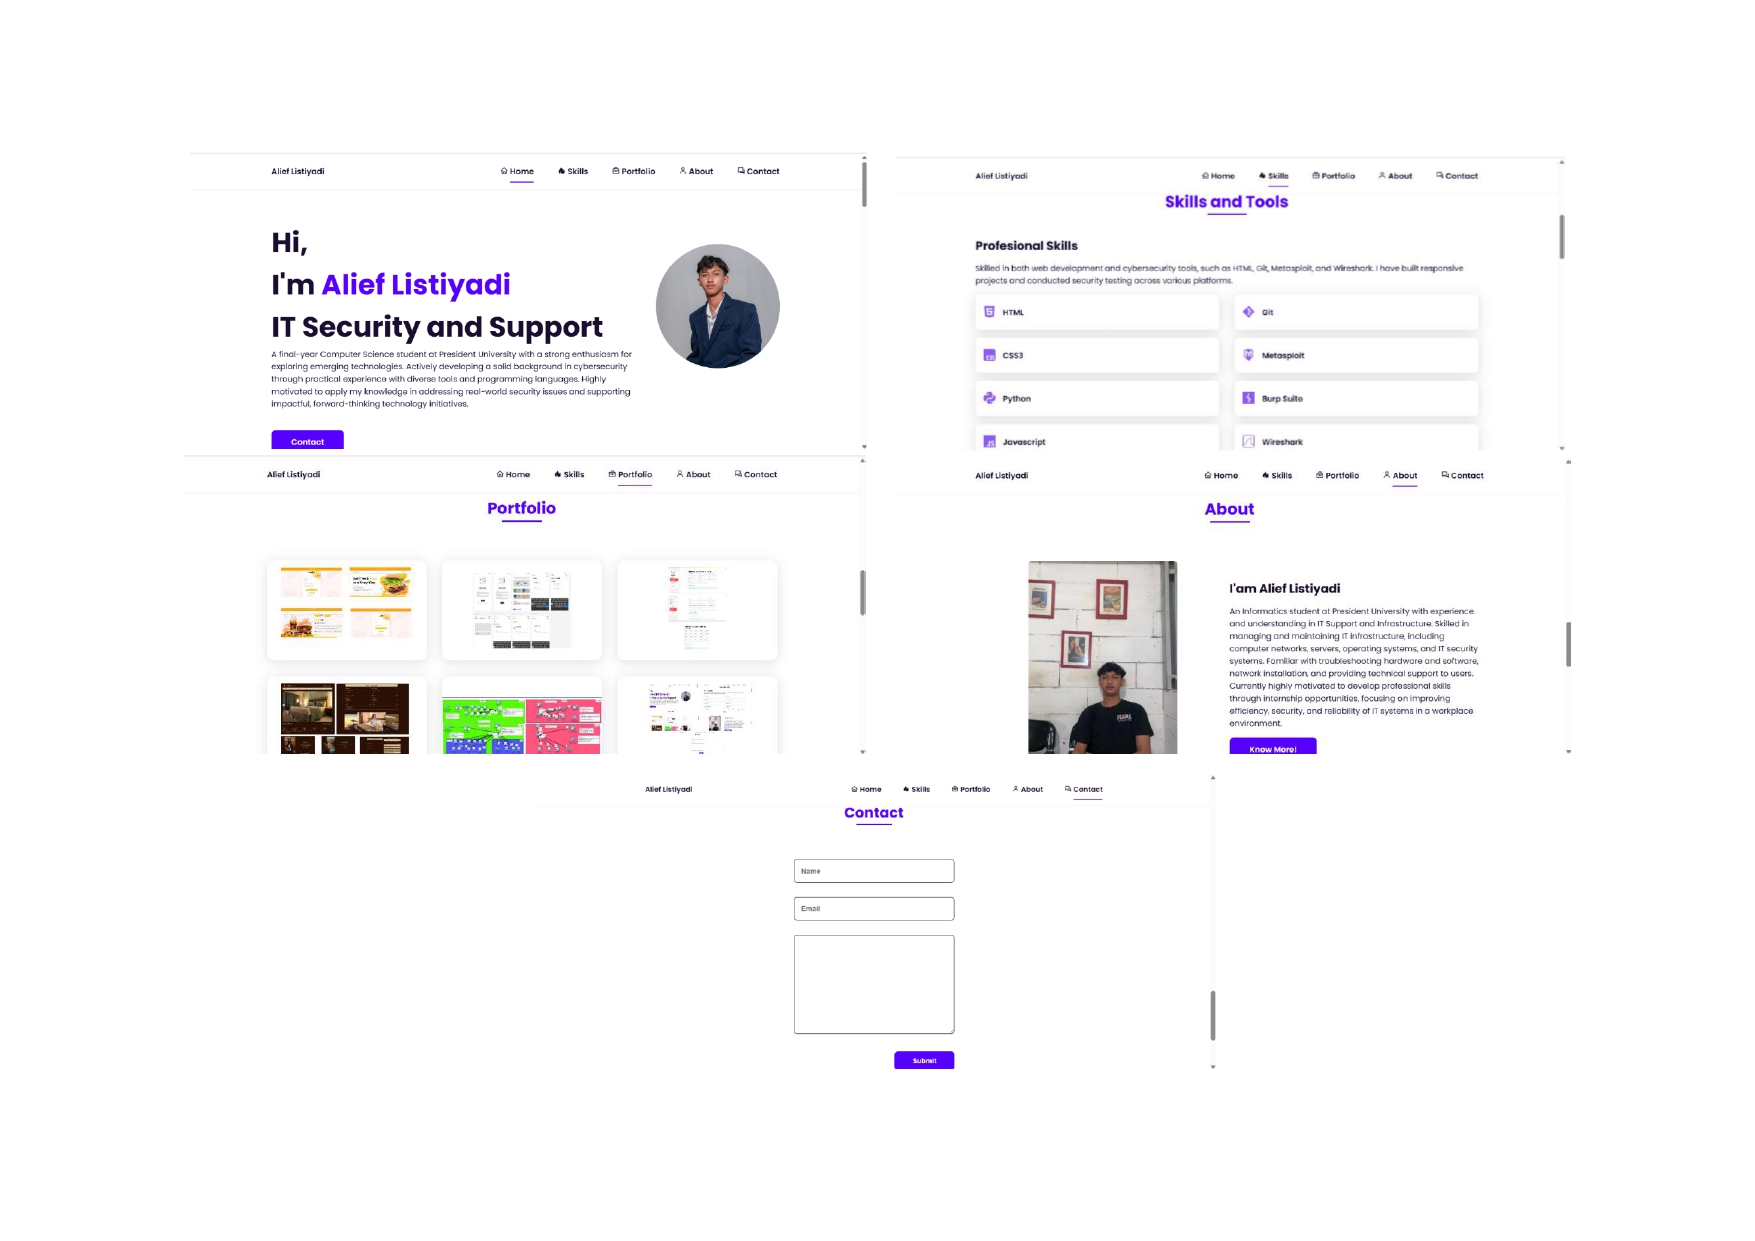 Alief Listiyadi
Home Skills Portfolio About Contact
Hi,
I'm Alief Listiyadi
IT Security and Support
A final-year Computer Science student at President University with a strong enthusiasm for
exploring emerging technologies. Actively developing a solid background in cybersecurity
through practical experience with diverse tools and programming languages. Highly
motivated to apply my knowledge in addressing real-world security issues and supporting
impactful, forward-thinking technology initiatives.
Contact
Alief Listiyadi
Home Skills Portfolio About Contact
Skills and Tools
Profesional Skills
Skilled in both web development and cybersecurity tools, such as HTML, Git, Metasploit, and Wireshark. I have built responsive
projects and conducted security testing across various platforms.
HTML
Git
CSS3
Metasploit
Python
Burp Suite
Javascript
Wireshark
Alief Listiyadi
Home Skills Portfolio About Contact
Portfolio
Alief Listiyadi
Home Skills Portfolio About Contact
About
I'am Alief Listiyadi
An Informatics student at President University with experience
and understanding in IT Support and Infrastructure. Skilled in
managing and maintaining IT infrastructure, including
computer networks, servers, operating systems, and IT security
systems. Familiar with troubleshooting hardware and software,
network installation, and providing technical support to users.
Currently highly motivated to develop professional skills
through internship opportunities, focusing on improving
efficiency, security, and reliability of IT systems in a workplace
environment.
Know More!
Alief Listiyadi
Home Skills Portfolio About Contact
Contact
Name
Email
Submit